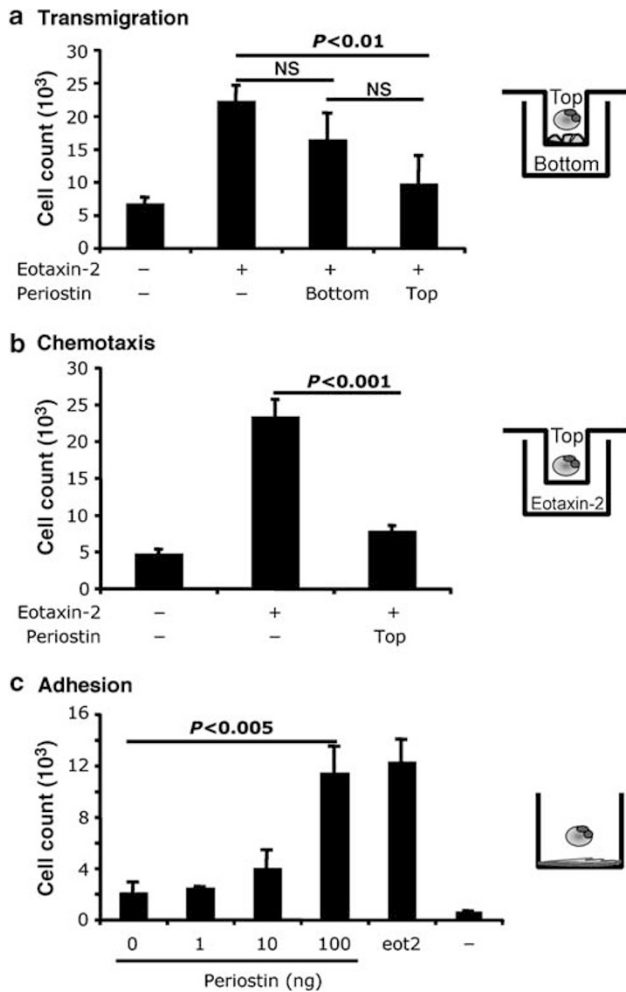 a Transmigration
P<0.01
NS
NS
Cell count (10³)
30
25
20
15
10
5
0
Eotaxin-2 – + + +
Periostin – – Bottom Top
Top
Bottom
b Chemotaxis
P<0.001
Cell count (10³)
30
25
20
15
10
5
0
Eotaxin-2 – + +
Periostin – – Top
Top
Eotaxin-2
c Adhesion
P<0.005
Cell count (10³)
16
12
8
4
0
0 1 10 100 eot2 –
Periostin (ng)